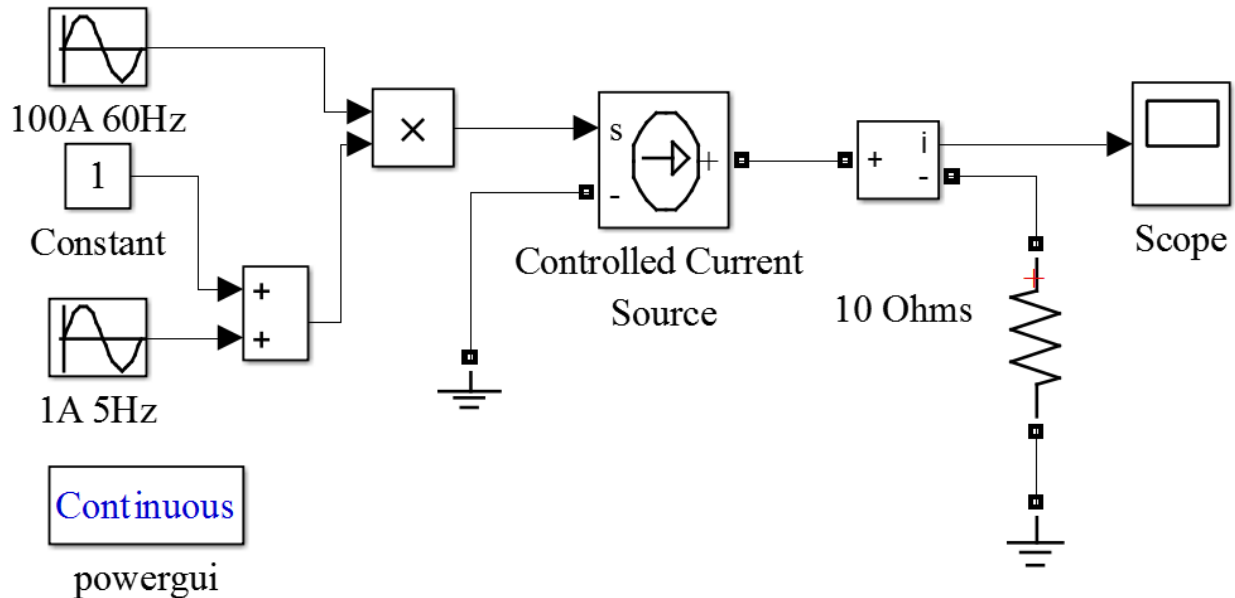 100A 60Hz
1
Constant
1A 5Hz
+
+
×
s
-
+
Controlled Current
Source
+
i
-
Scope
+
10 Ohms
Continuous
powergui